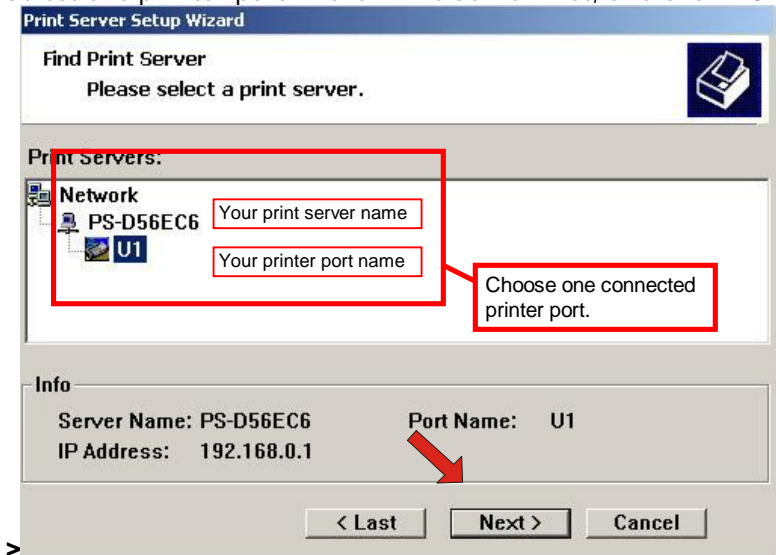 Print Server Setup Wizard
Find Print Server
Please select a print server.
Print Servers:
Network
PS-D56EC6 Your print server name
U1 Your printer port name
Choose one connected
printer port.
Info
Server Name: PS-D56EC6 Port Name: U1
IP Address: 192.168.0.1
< Last Next > Cancel
>